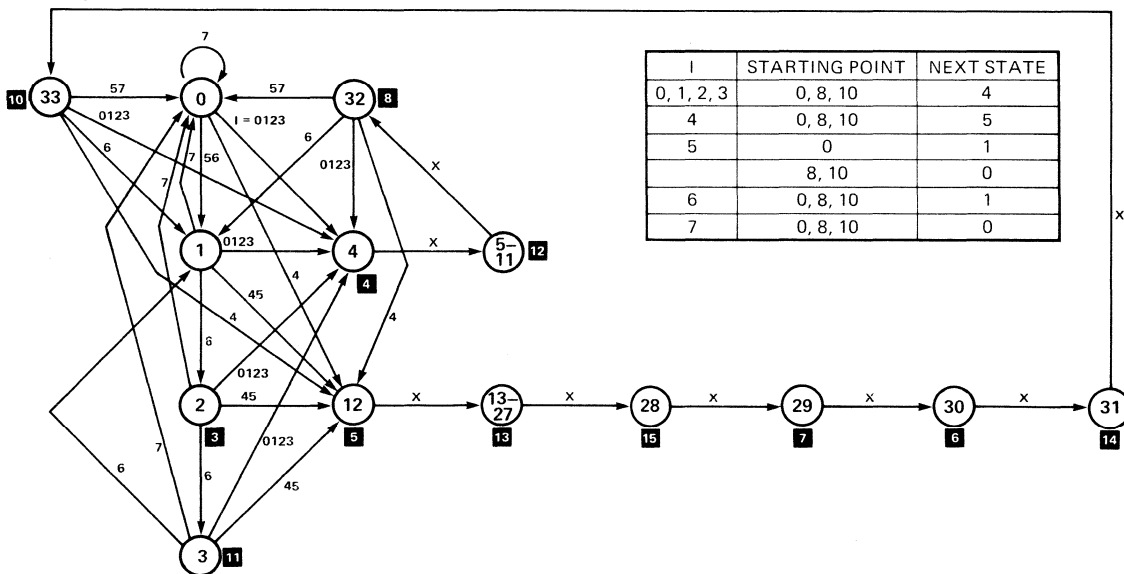 7
I STARTING POINT NEXT STATE
0, 1, 2, 3 0, 8, 10 4
4 0, 8, 10 5
5 0 1
8, 10 0
6 0, 8, 10 1
7 0, 8, 10 0
10 33 57 0 57 32 8
0123 I = 0123
6 7 56 6 0123 x
7
x
1 0123 4 x 5–11 12
4
45 4 4 4
6
0123
2 45 12 x 13–27 x 28 x 29 x 30 x 31
3 5 13 15 7 6 14
7 0123
6 6 45
3 11